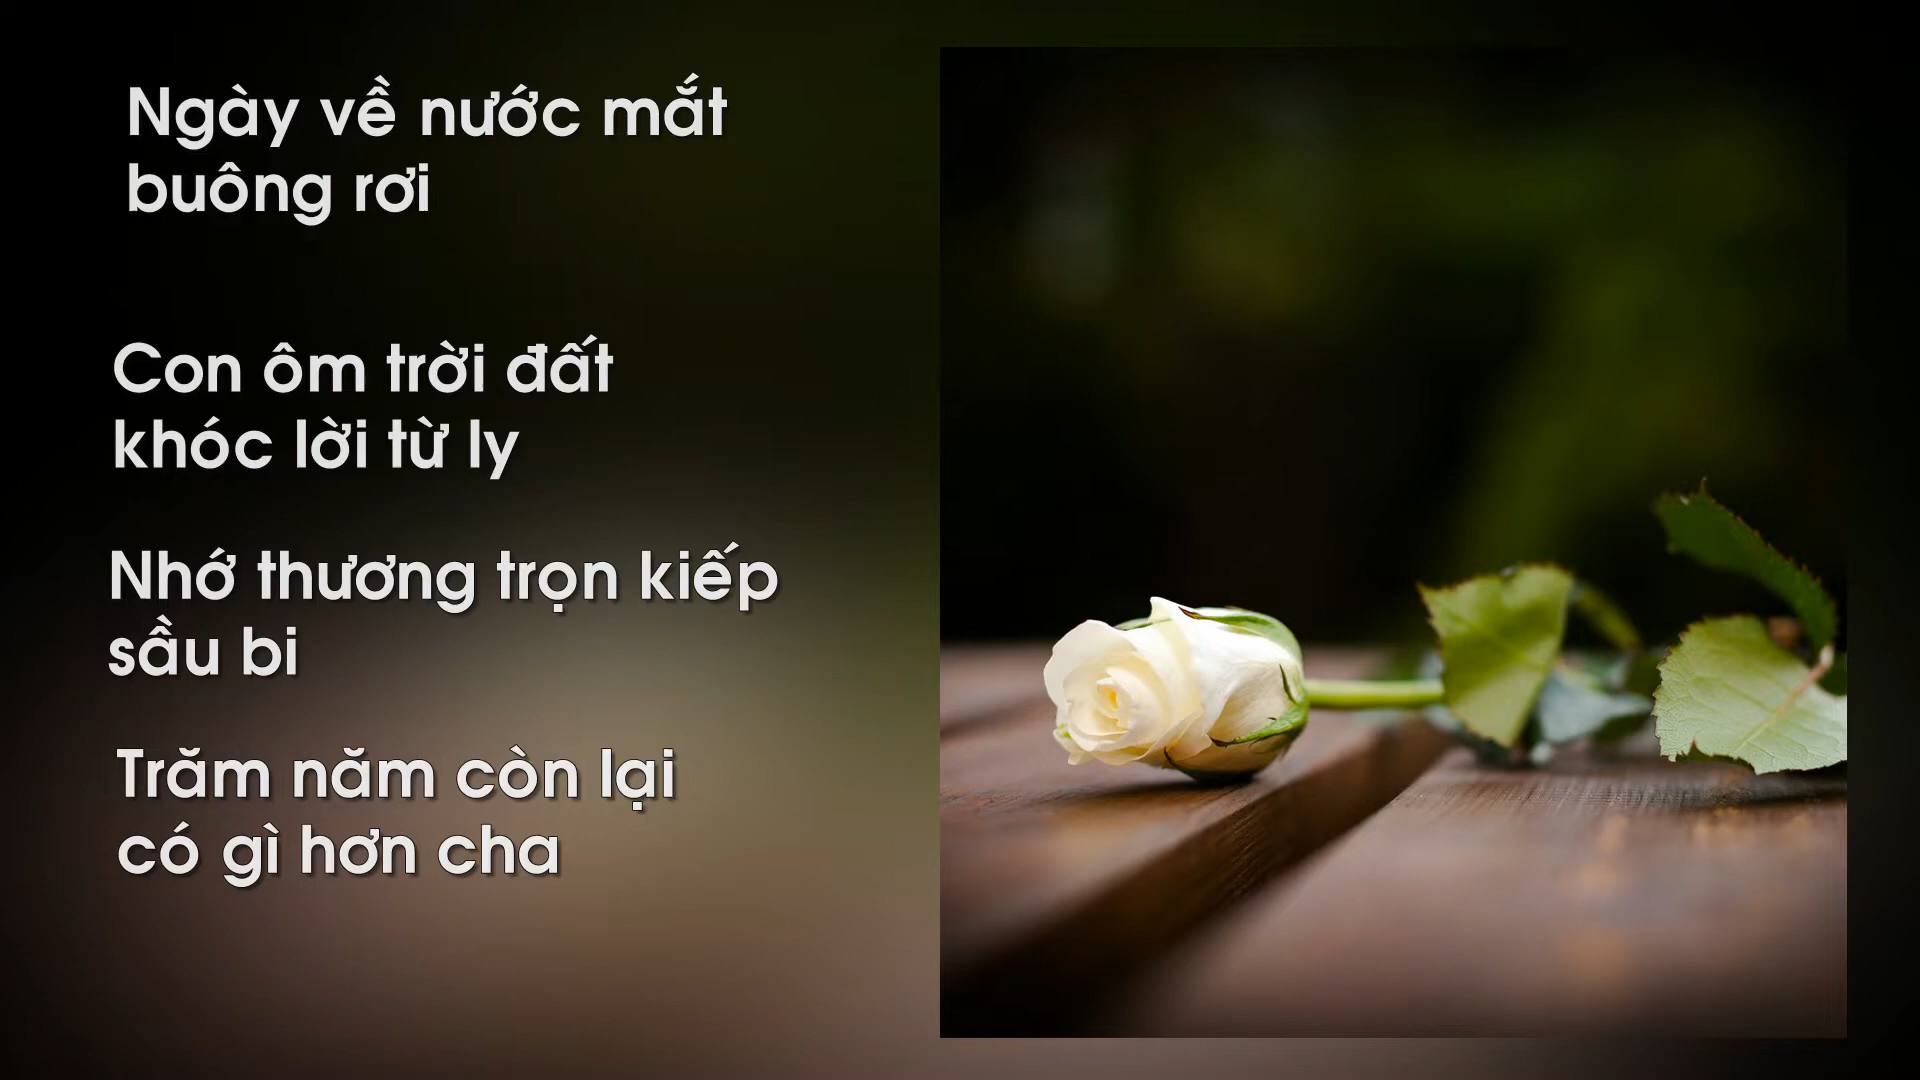 Ngày về nước mắt
buông rơi
Con ôm trời đất
khóc lời từ ly
Nhớ thương trọn kiếp
sầu bi
Trăm năm còn lại
có gì hơn cha